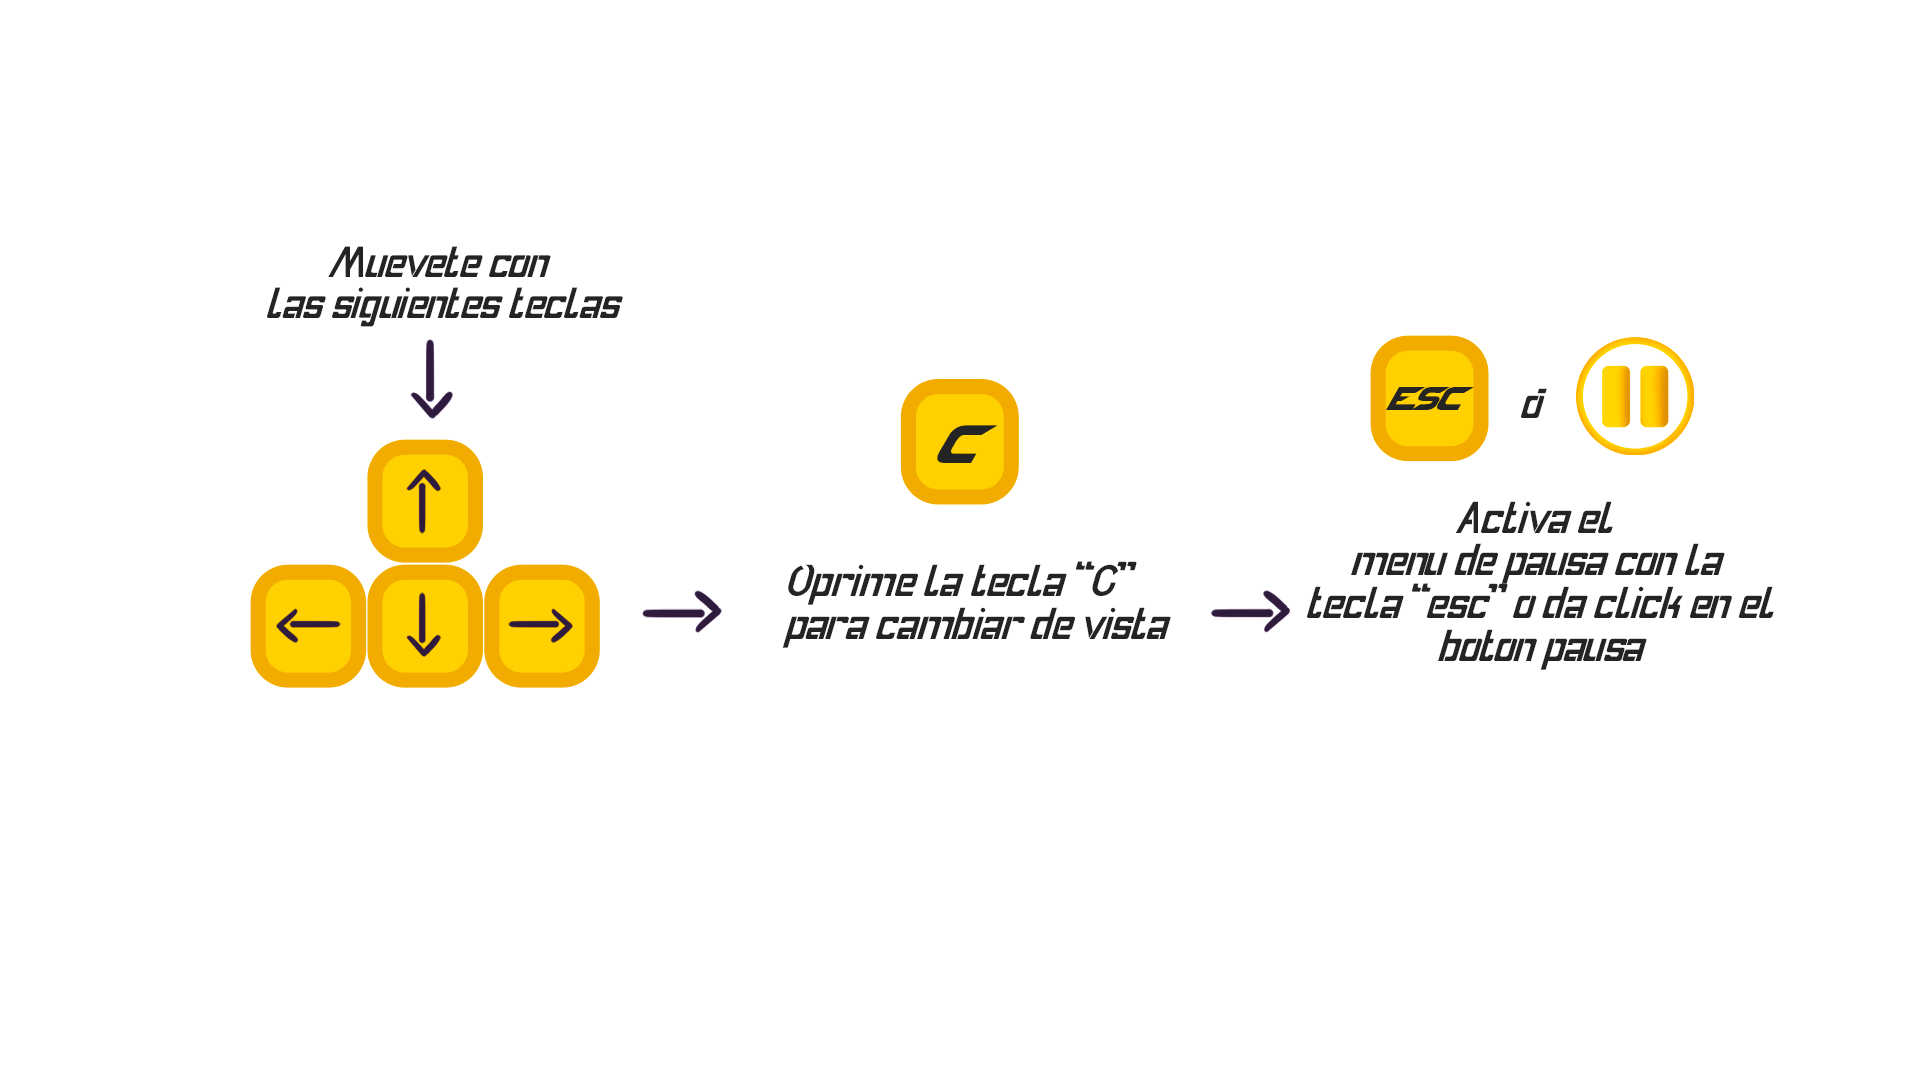 Muevete con
las siguientes teclas
C
Oprime la tecla "C"
para cambiar de vista
ESC ó
Activa el
menu de pausa con la
tecla "esc" o da click en el
boton pausa